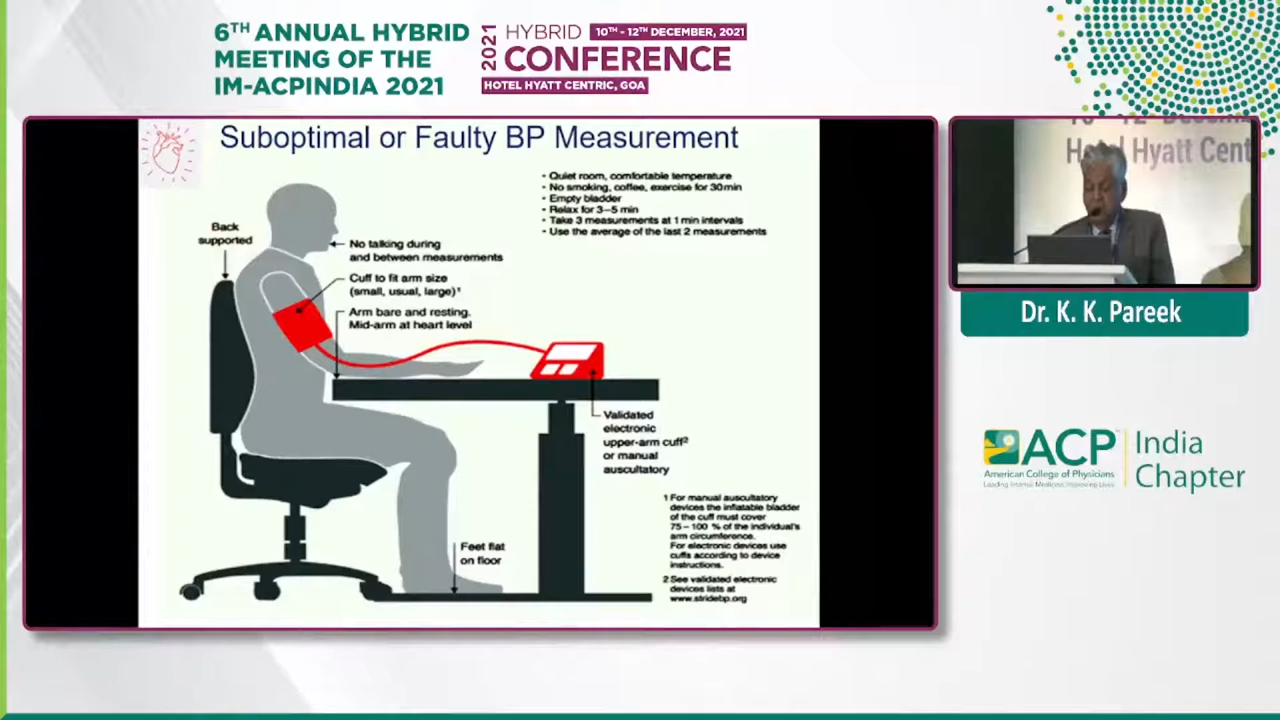 6TH ANNUAL HYBRID
MEETING OF THE
IM-ACPINDIA 2021
2021
HYBRID
10TH - 12TH DECEMBER, 2021
CONFERENCE
HOTEL HYATT CENTRIC, GOA
Suboptimal or Faulty BP Measurement
• Quiet room, comfortable temperature
• No smoking, coffee, exercise for 30 min
• Empty bladder
• Relax for 3–5 min
• Take 3 measurements at 1 min intervals
• Use the average of the last 2 measurements
Back
supported
No talking during
and between measurements
Cuff to fit arm size
(small, usual, large)1
Arm bare and resting.
Mid-arm at heart level
Validated
electronic
upper-arm cuff2
or manual
auscultatory
1 For manual auscultatory
devices the inflatable bladder
of the cuff must cover
75 – 100 % of the individual's
arm circumference.
For electronic devices use
cuffs according to device
instructions.
2 See validated electronic
devices lists at
www.stridebp.org
Feet flat
on floor
Hyatt Cent
Dr. K. K. Pareek
ACP
American College of Physicians
Leading Internal Medicine, Improving Lives
India
Chapter